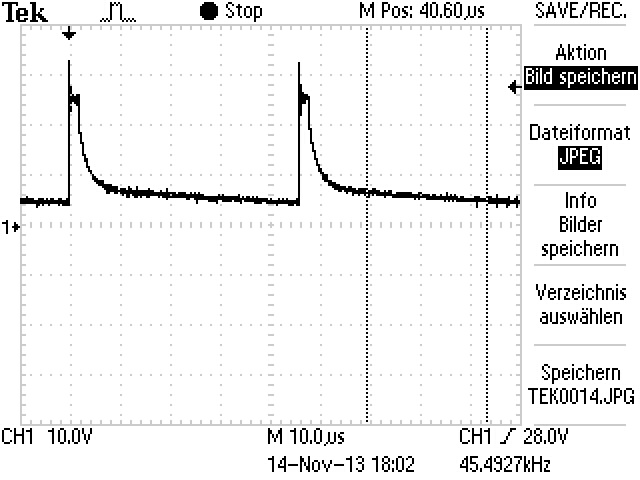 Tek Stop M Pos: 40.60µs SAVE/REC.
Aktion
Bild speichern
Dateiformat
JPEG
Info
Bilder
speichern
1
Verzeichnis
auswählen
Speichern
TEK0014.JPG
CH1 10.0V M 10.0µs CH1 28.0V
14-Nov-13 18:02 45.4927kHz